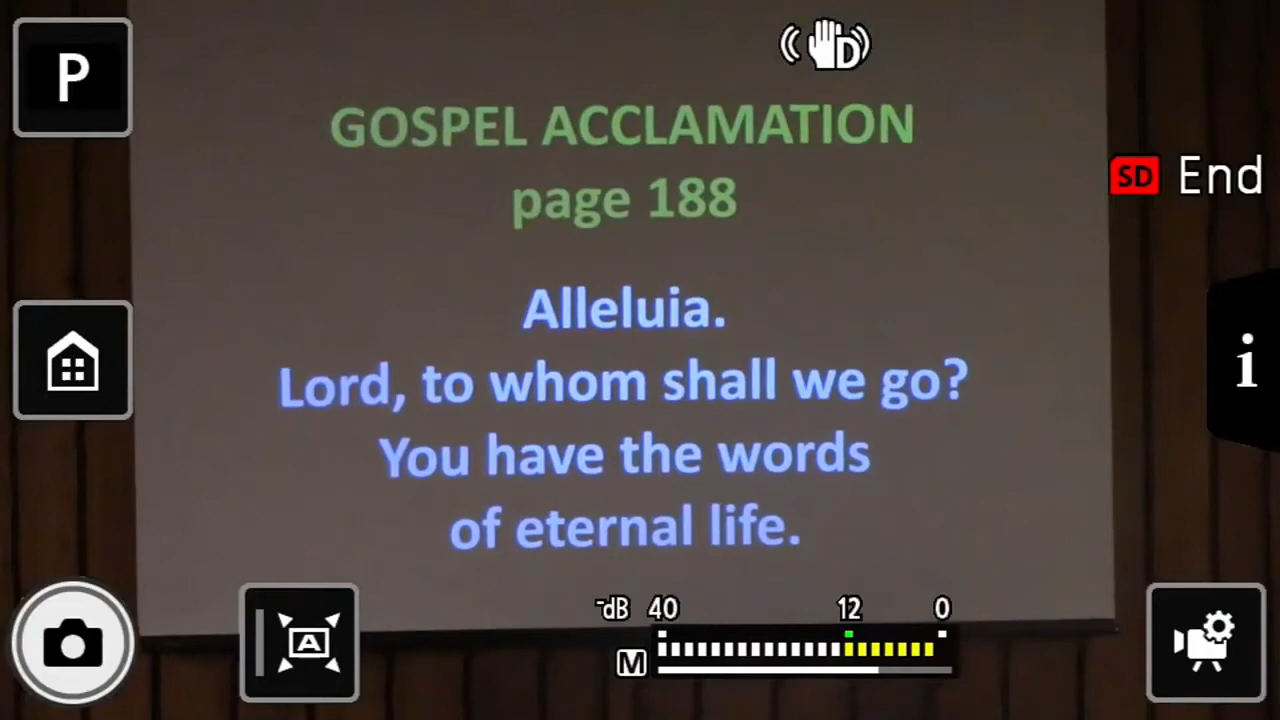 P
D
GOSPEL ACCLAMATION
page 188
SD End
Alleluia.
Lord, to whom shall we go?
i
You have the words
of eternal life.
-dB 40 12 0
A
M